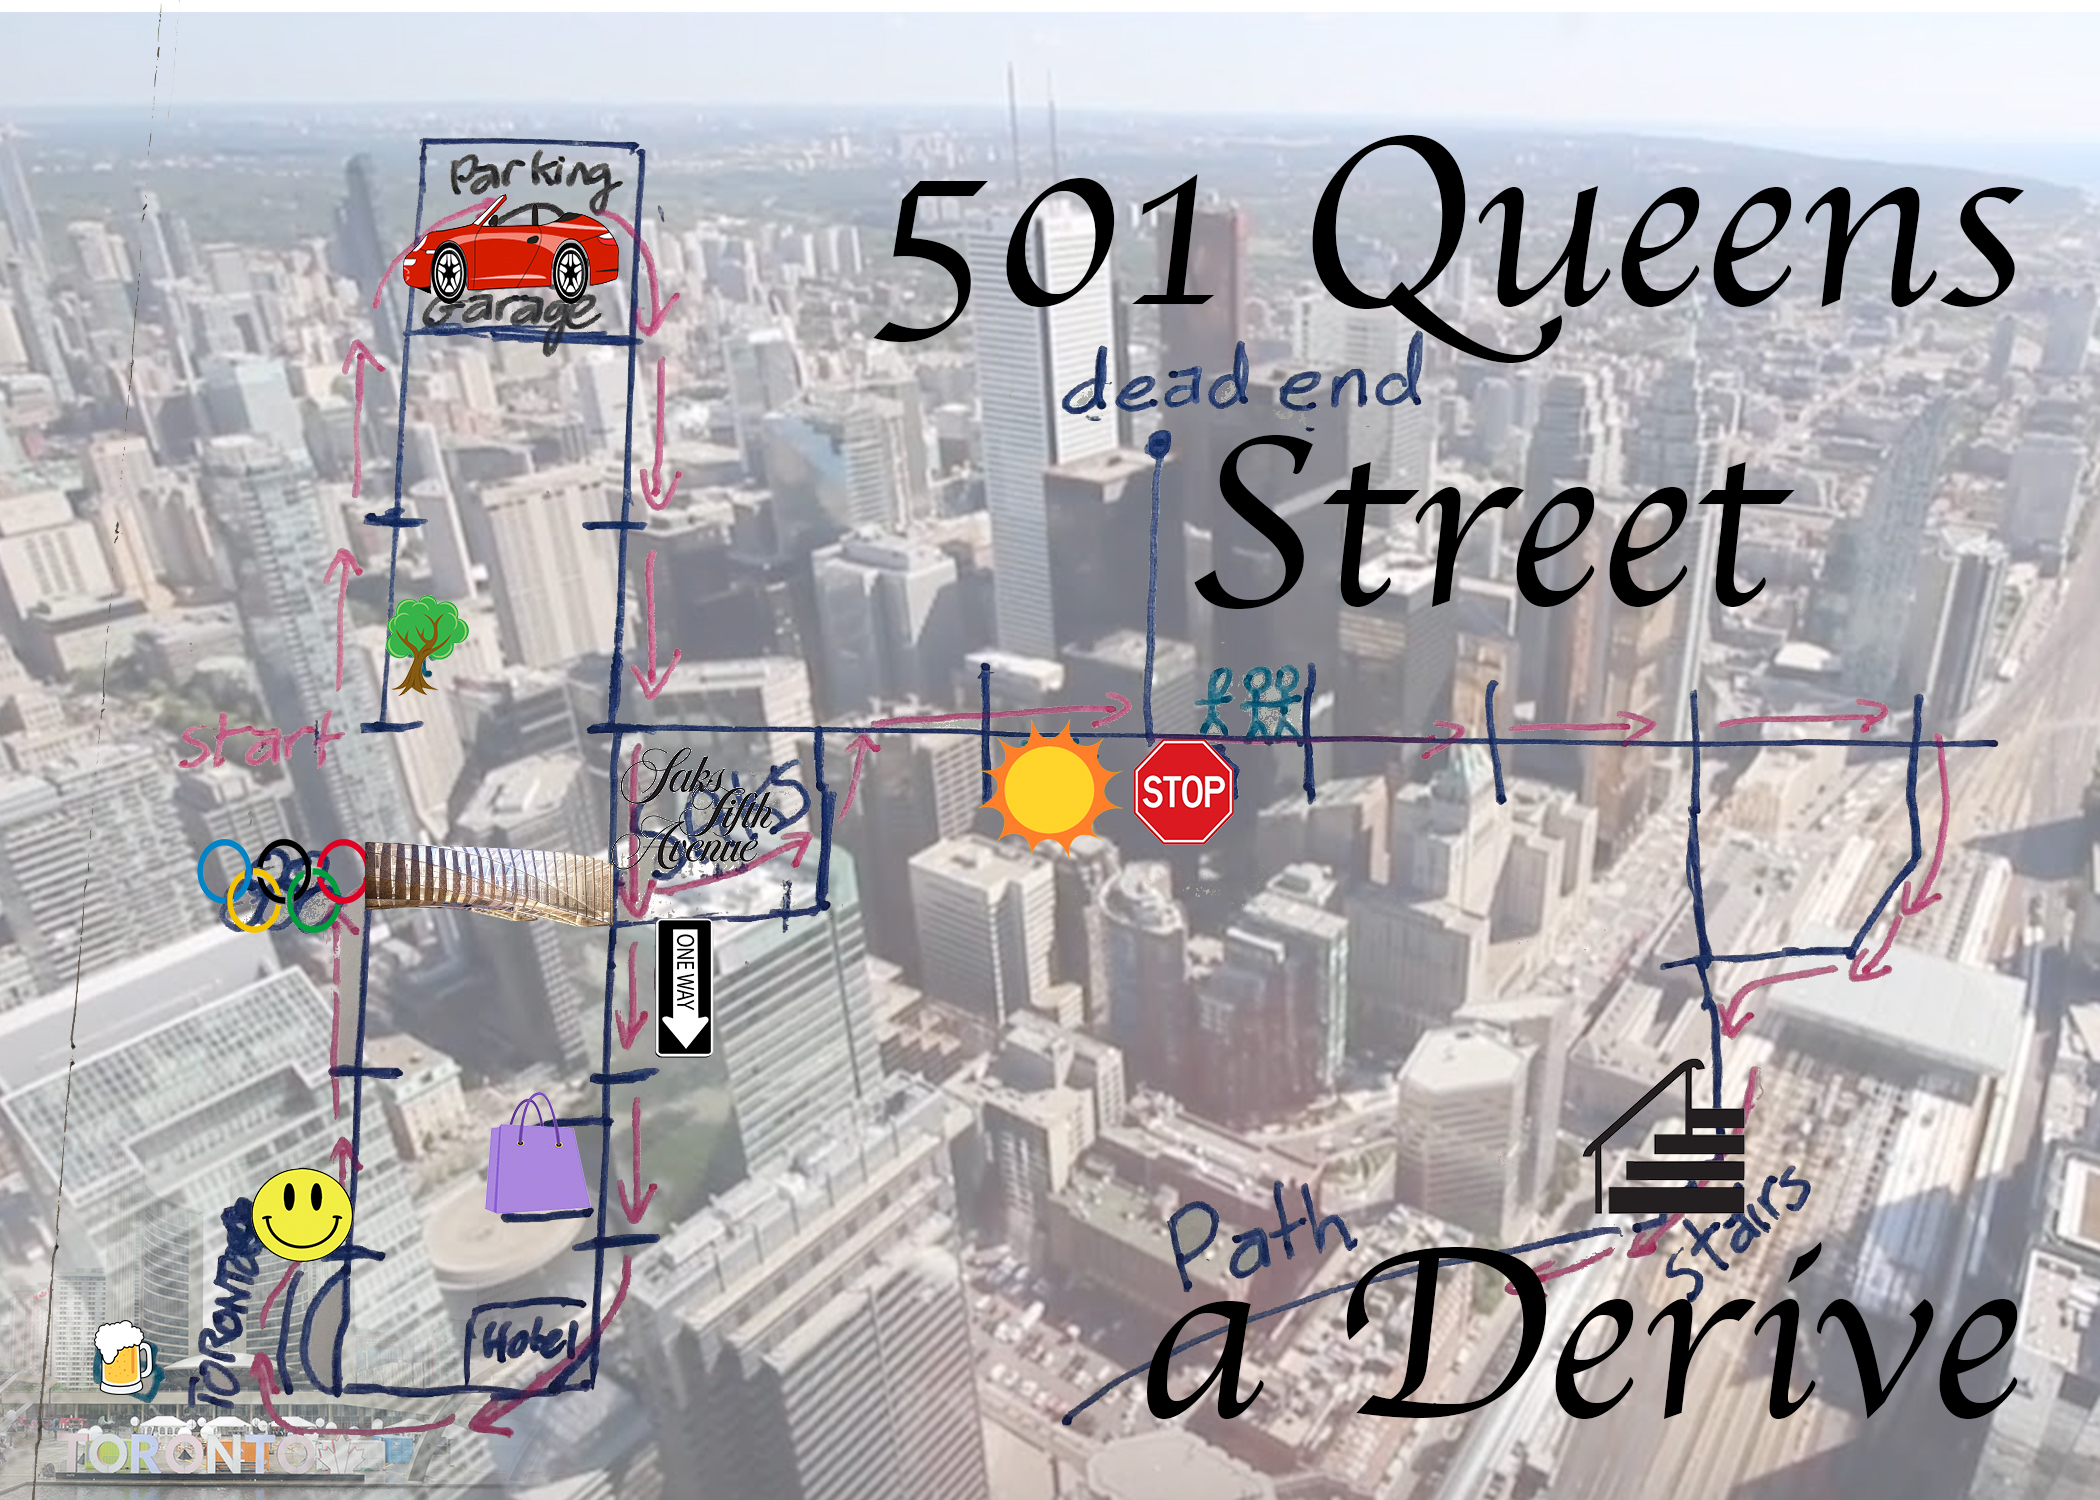 Parking
Garage
501 Queens
dead end
Street
start
Saks
Fifth
Avenue
STOP
ONE WAY
Path
stairs
a Derive
TORONTO
Hotel
TORONTO